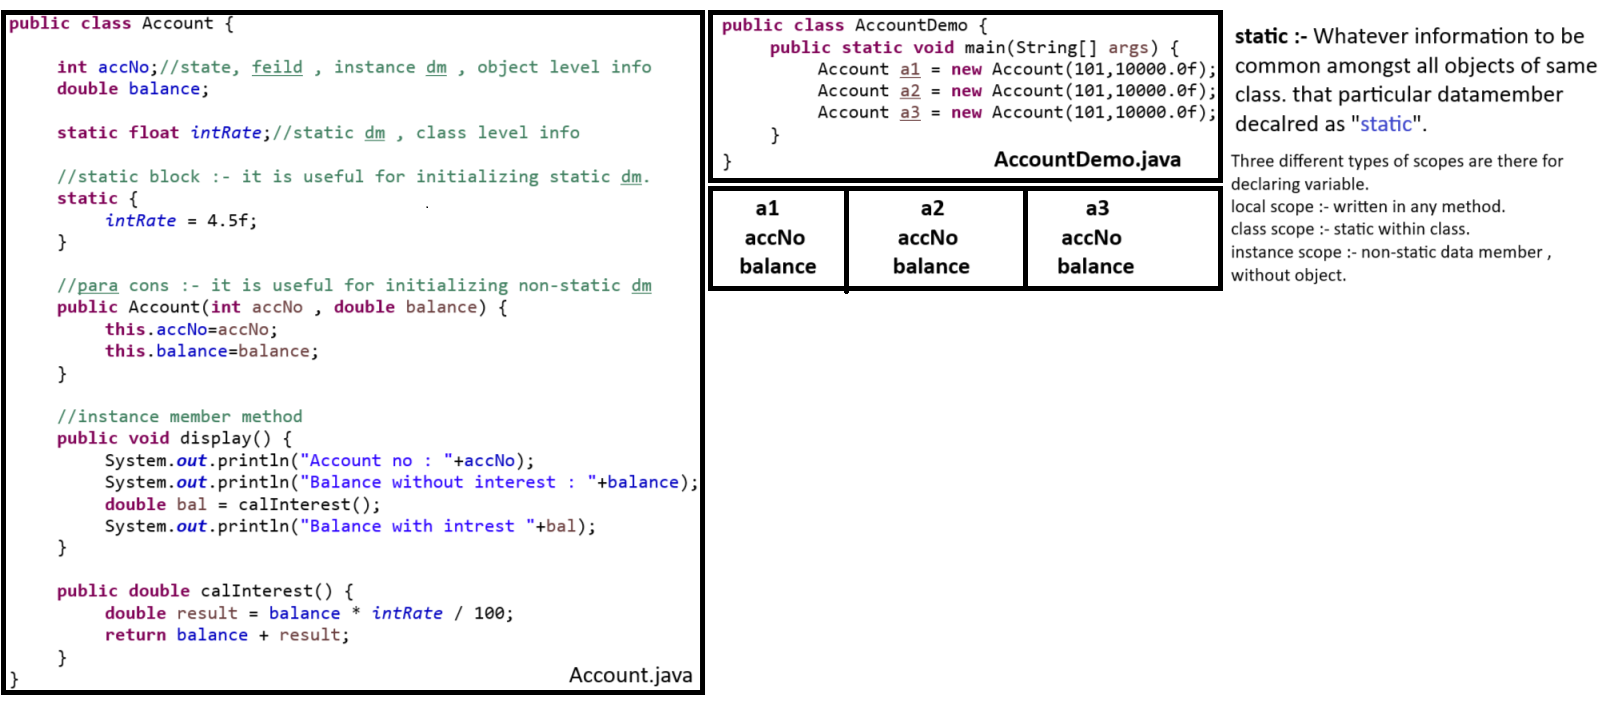 public class Account {
int accNo;//state, feild , instance dm , object level info
double balance;
static float intRate;//static dm , class level info
//static block :- it is useful for initializing static dm.
static {
intRate = 4.5f;
}
//para cons :- it is useful for initializing non-static dm
public Account(int accNo , double balance) {
this.accNo=accNo;
this.balance=balance;
}
//instance member method
public void display() {
System.out.println("Account no : "+accNo);
System.out.println("Balance without interest : "+balance);
double bal = calInterest();
System.out.println("Balance with intrest "+bal);
}
public double calInterest() {
double result = balance * intRate / 100;
return balance + result;
}
}
Account.java
public class AccountDemo {
public static void main(String[] args) {
Account a1 = new Account(101,10000.0f);
Account a2 = new Account(101,10000.0f);
Account a3 = new Account(101,10000.0f);
}
}
AccountDemo.java
a1
accNo
balance
a2
accNo
balance
a3
accNo
balance
static :- Whatever information to be
common amongst all objects of same
class. that particular datamember
decalred as "static".
Three different types of scopes are there for
declaring variable.
local scope :- written in any method.
class scope :- static within class.
instance scope :- non-static data member ,
without object.